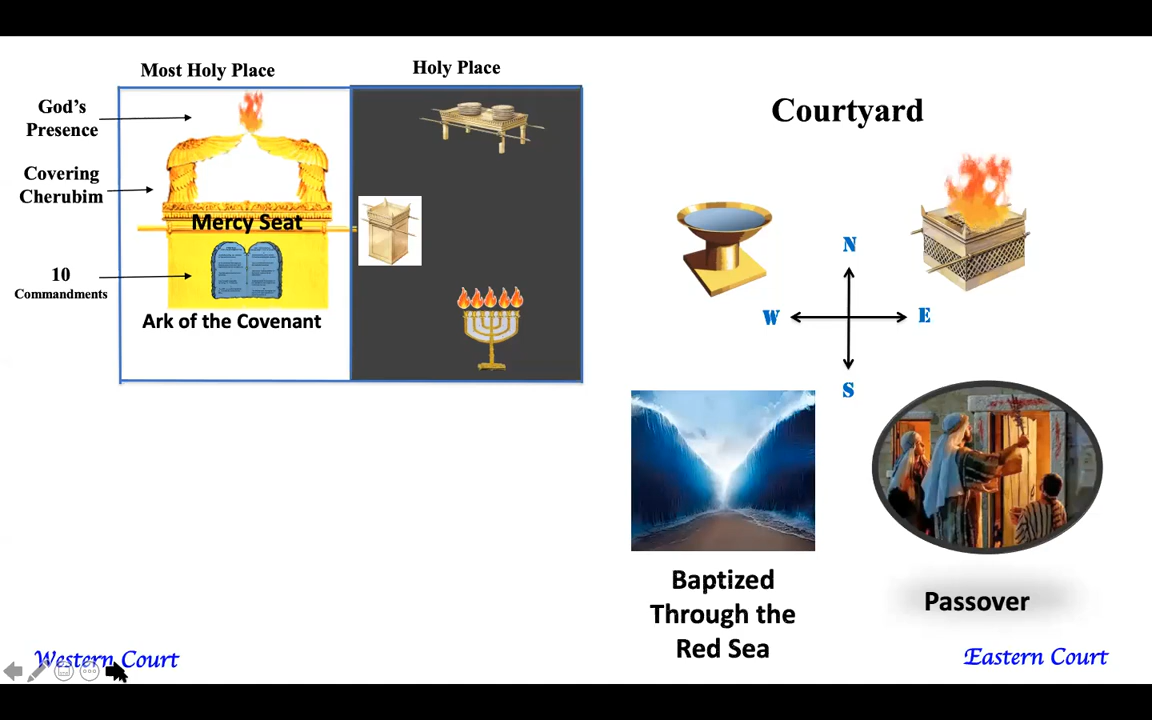 Most Holy Place
Holy Place
God's
Presence
Covering
Cherubim
Mercy Seat
10
Commandments
Ark of the Covenant
Courtyard
N
W
E
S
Baptized
Through the
Red Sea
Passover
Western Court
Eastern Court